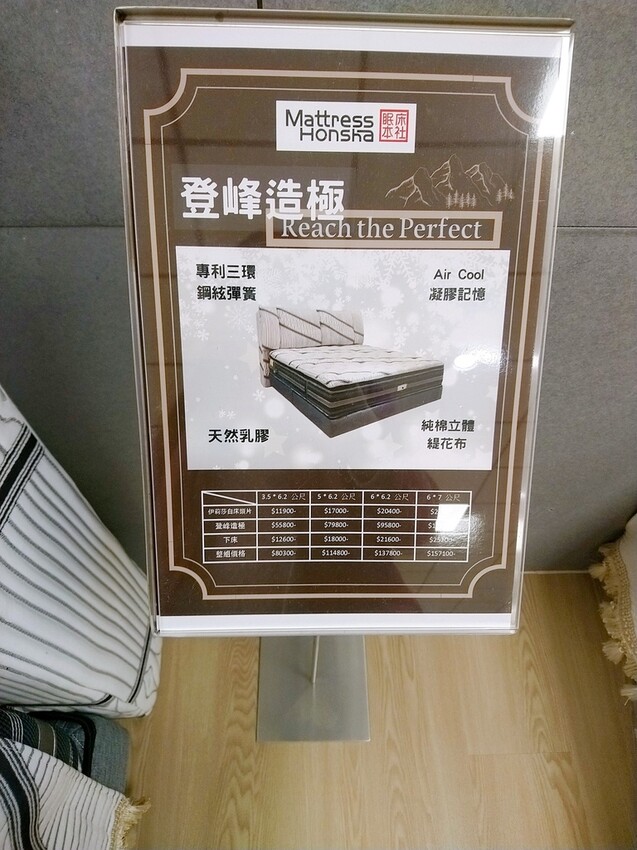 Mattress
Honska
眠床
本社
登峰造極
Reach the Perfect
專利三環
鋼絃彈簧
Air Cool
凝膠記憶
天然乳膠
純棉立體
緹花布
3.5*6.2 公尺 5*6.2 公尺 6*6.2 公尺 6*7 公尺
伊莉莎白床頭片 $11900- $17000- $20400-
登峰造極 $55800- $79800- $95800-
下床 $12600- $18000- $21600-
整組價格 $80300- $114800- $137800- $157100-